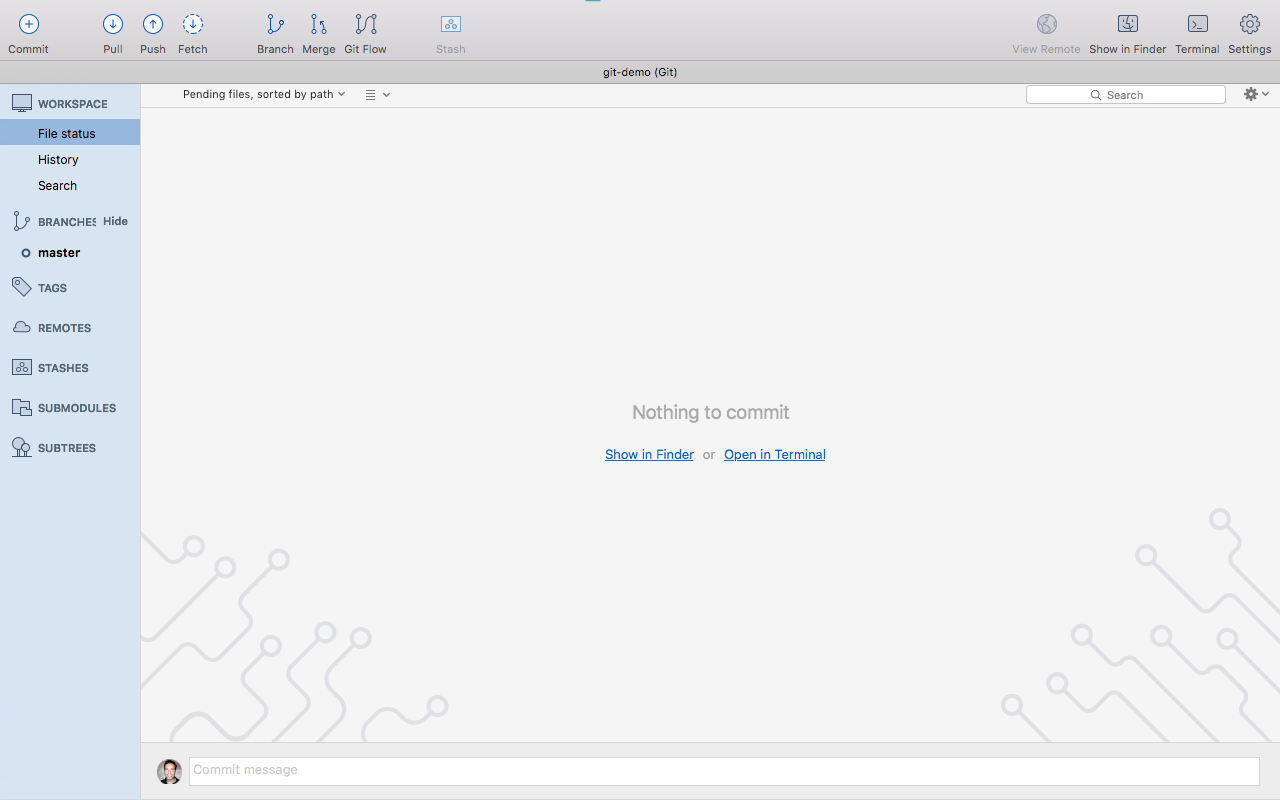 Commit Pull Push Fetch Branch Merge Git Flow Stash View Remote Show in Finder Terminal Settings
git-demo (Git)
Pending files, sorted by path
Search
WORKSPACE
File status
History
Search
BRANCHES Hide
master
TAGS
REMOTES
STASHES
SUBMODULES
SUBTREES
Nothing to commit
Show in Finder or Open in Terminal
Commit message